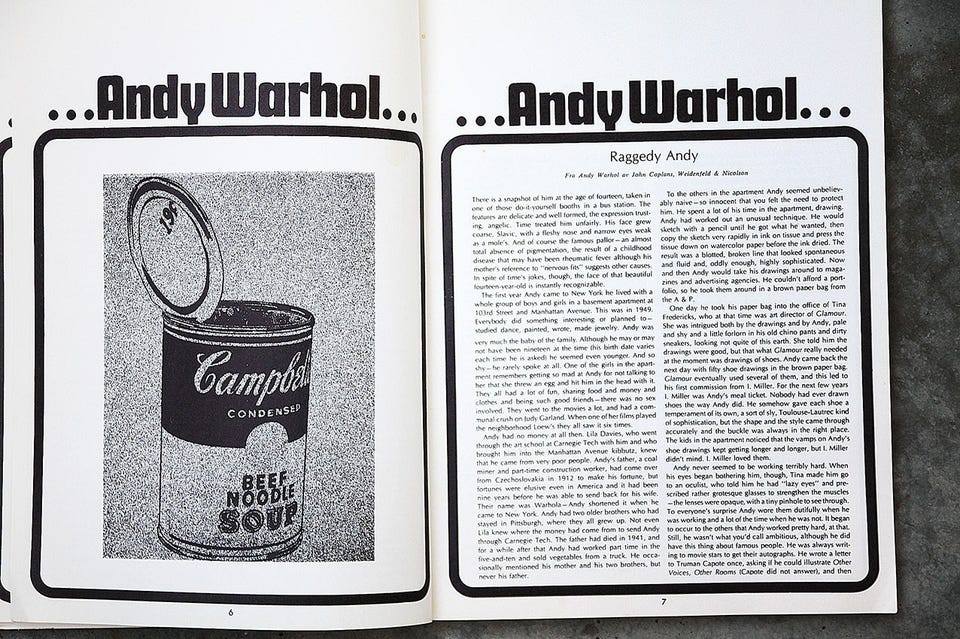 ...Andy Warhol...
19¢
Campbell
CONDENSED
BEEF
NOODLE
SOUP
6
...Andy Warhol...
Raggedy Andy
Fra Andy Warhol av John Coplans, Weidenfeld & Nicolson
There is a snapshot of him at the age of fourteen, taken in
one of those do-it-yourself booths in a bus station. The
features are delicate and well formed, the expression trust-
ing, angelic. Time treated him unfairly. His face grew
coarse, Slavic, with a fleshy nose and narrow eyes weak
as a mole's. And of course the famous pallor—an almost
total absence of pigmentation, the result of a childhood
disease that may have been rheumatic fever although his
mother's reference to "nervous fits" suggests other causes.
In spite of time's jokes, though, the face of that beautiful
fourteen-year-old is instantly recognizable.
The first year Andy came to New York he lived with a
whole group of boys and girls in a basement apartment at
103rd Street and Manhattan Avenue. This was in 1949.
Everybody did something interesting or planned to—
studied dance, painted, wrote, made jewelry. Andy was
very much the baby of the family. Although he may or may
not have been nineteen at the time (his birth date varies
each time he is asked) he seemed even younger. And so
shy—he rarely spoke at all. One of the girls in the apart-
ment remembers getting so mad at Andy for not talking to
her that she threw an egg and hit him in the head with it.
They all had a lot of fun, sharing food and money and
clothes and being such good friends—there was no sex
involved. They went to the movies a lot, and had a com-
munal crush on Judy Garland. When one of her films played
the neighborhood Loew's they all saw it six times.
Andy had no money at all then. Lila Davies, who went
through the art school at Carnegie Tech with him and who
brought him into the Manhattan Avenue kibbutz, knew
that he came from very poor people. Andy's father, a coal
miner and part-time construction worker, had come over
from Czechoslovakia in 1912 to make his fortune, but
fortunes were elusive even in America and it had been
nine years before he was able to send back for his wife.
Their name was Warhola—Andy shortened it when he
came to New York. Andy had two older brothers who had
stayed in Pittsburgh, where they all grew up. Not even
Lila knew where the money had come from to send Andy
through Carnegie Tech. The father had died in 1941, and
for a while after that Andy had worked part time in the
five-and-ten and sold vegetables from a truck. He occa-
sionally mentioned his mother and his two brothers, but
never his father.
To the others in the apartment Andy seemed unbeliev-
ably naive—so innocent that you felt the need to protect
him. He spent a lot of his time in the apartment, drawing.
Andy had worked out an unusual technique. He would
sketch with a pencil until he got what he wanted, then
copy the sketch very rapidly in ink on tissue and press the
tissue down on watercolor paper before the ink dried. The
result was a blotted, broken line that looked spontaneous
and fluid and, oddly enough, highly sophisticated. Now
and then Andy would take his drawings around to maga-
zines and advertising agencies. He couldn't afford a port-
folio, so he took them around in a brown paper bag from
the A & P.
One day he took his paper bag into the office of Tina
Fredericks, who at that time was art director of Glamour.
She was intrigued both by the drawings and by Andy, pale
and shy and a little forlorn in his old chino pants and dirty
sneakers, looking not quite of this earth. She told him the
drawings were good, but that what Glamour really needed
at the moment was drawings of shoes. Andy came back the
next day with fifty shoe drawings in the brown paper bag.
Glamour eventually used several of them, and this led to
his first commission from I. Miller. For the next few years
I. Miller was Andy's meal ticket. Nobody had ever drawn
shoes the way Andy did. He somehow gave each shoe a
temperament of its own, a sort of sly, Toulouse-Lautrec kind
of sophistication, but the shape and the style came through
accurately and the buckle was always in the right place.
The kids in the apartment noticed that the vamps on Andy's
shoe drawings kept getting longer and longer, but I. Miller
didn't mind. I. Miller loved them.
Andy never seemed to be working terribly hard. When
his eyes began bothering him, though, Tina made him go
to an oculist, who told him he had "lazy eyes" and pre-
scribed rather grotesque glasses to strengthen the muscles
—the lenses were opaque, with a tiny pinhole to see through.
To everyone's surprise Andy wore them dutifully when he
was working and a lot of the time when he was not. It began
to occur to the others that Andy worked pretty hard, at that.
Still, he wasn't what you'd call ambitious, although he did
have this thing about famous people. He was always writ-
ing to movie stars to get their autographs. He wrote a letter
to Truman Capote once, asking if he could illustrate Other
Voices, Other Rooms (Capote did not answer), and then
7